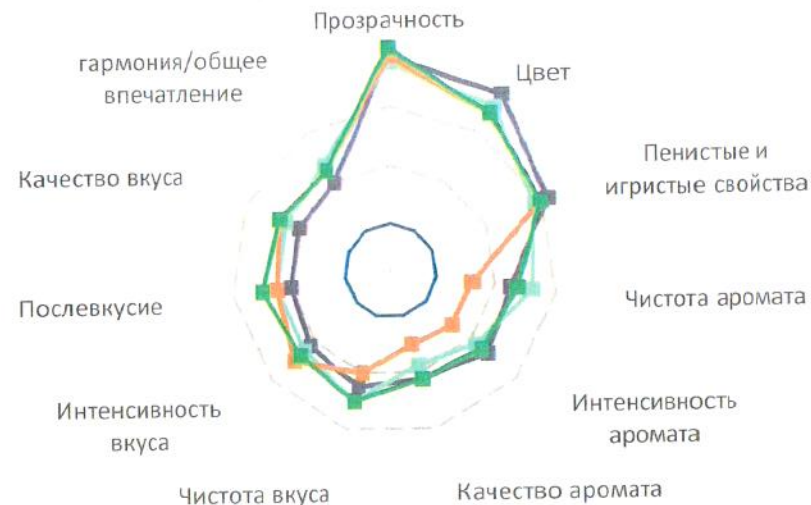 Прозрачность
Цвет
Пенистые и
игристые свойства
Чистота аромата
Интенсивность
аромата
Качество аромата
Чистота вкуса
Интенсивность
вкуса
Послевкусие
Качество вкуса
гармония/общее
впечатление